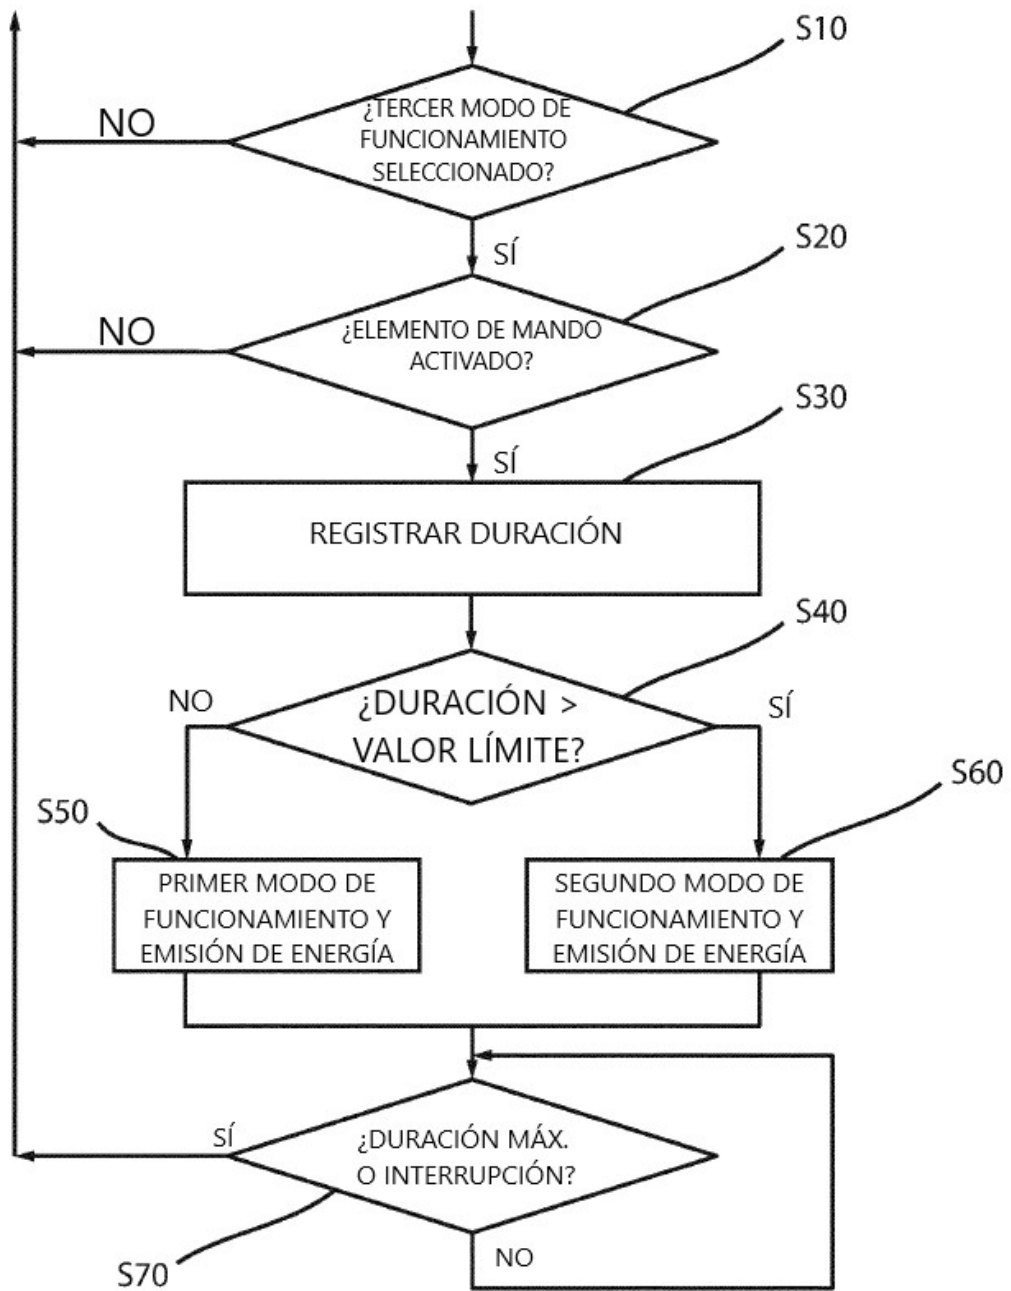 S10
¿TERCER MODO DE
FUNCIONAMIENTO
SELECCIONADO?
NO
SÍ
S20
¿ELEMENTO DE MANDO
ACTIVADO?
NO
SÍ
S30
REGISTRAR DURACIÓN
S40
¿DURACIÓN >
VALOR LÍMITE?
NO
SÍ
S50
PRIMER MODO DE
FUNCIONAMIENTO Y
EMISIÓN DE ENERGÍA
S60
SEGUNDO MODO DE
FUNCIONAMIENTO Y
EMISIÓN DE ENERGÍA
SÍ
¿DURACIÓN MÁX.
O INTERRUPCIÓN?
NO
S70